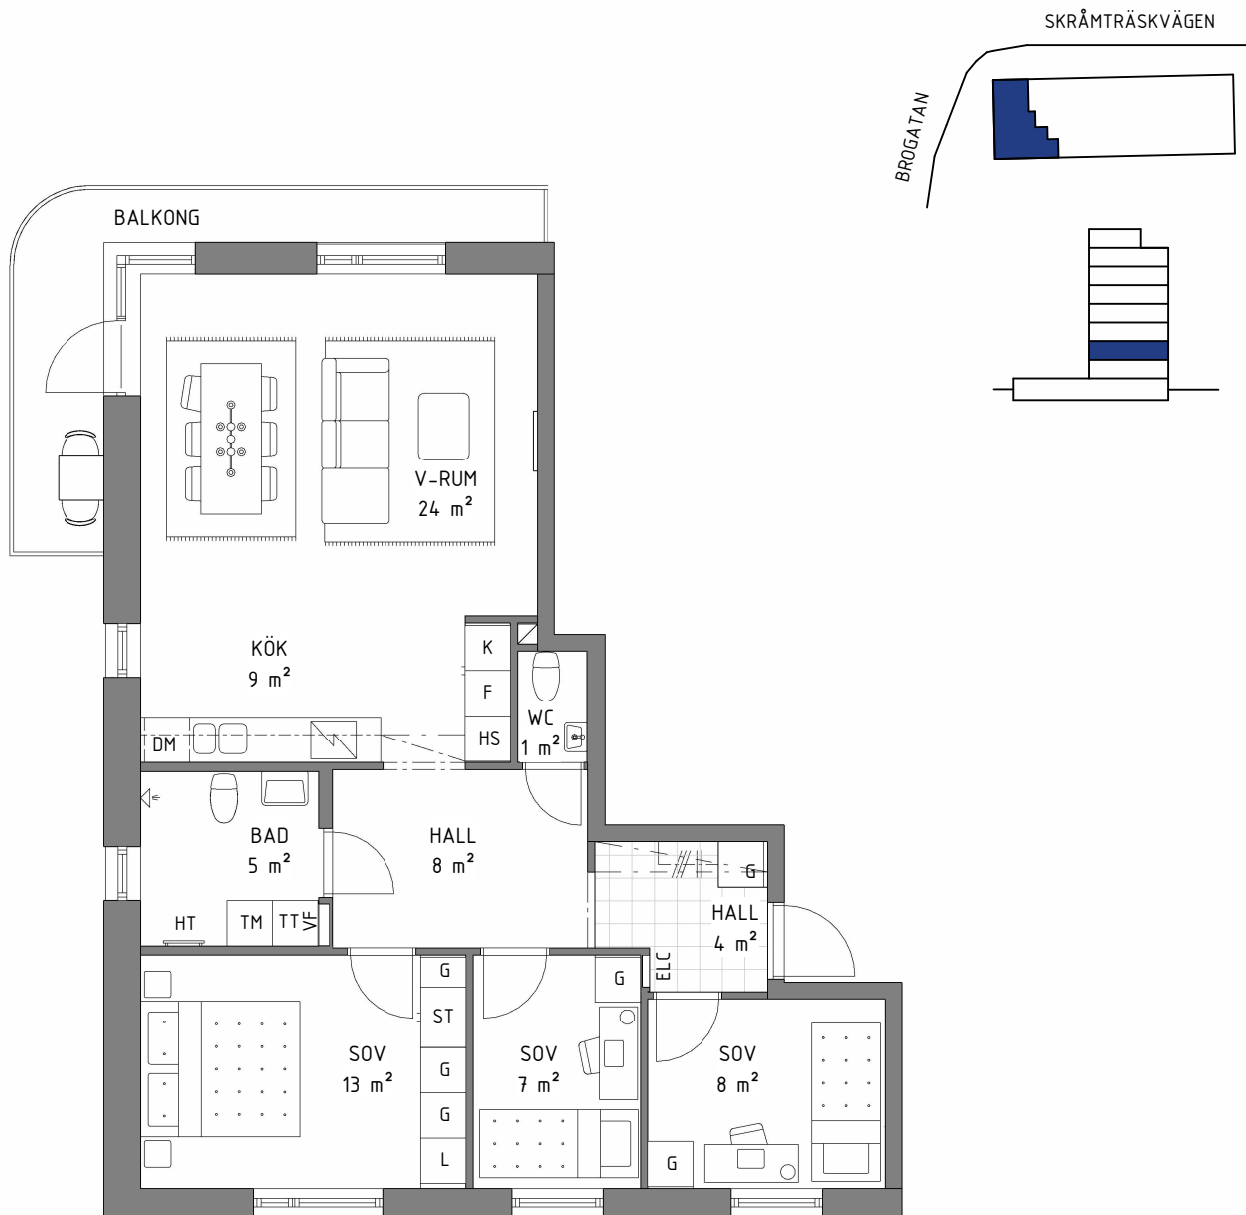 SKRÅMTRÄSKVÄGEN
BROGATAN
BALKONG
V-RUM
24 m²
KÖK
9 m²
K
F
HS
DM
WC
1 m²
BAD
5 m²
HALL
8 m²
G
HALL
4 m²
HT
TM
TT
VF
ELC
G
ST
G
G
L
SOV
13 m²
G
SOV
7 m²
SOV
8 m²
G